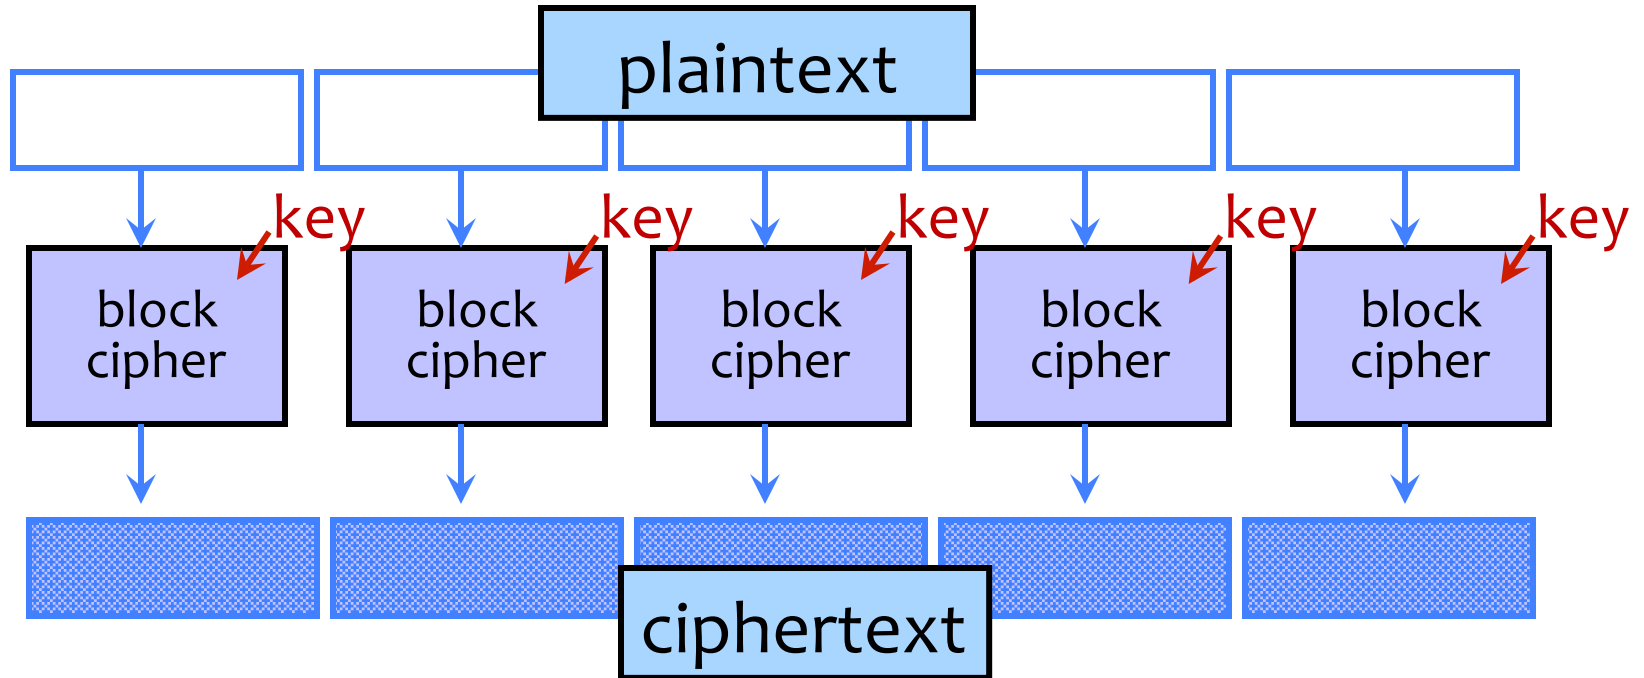 plaintext
key key key key key
block block block block block
cipher cipher cipher cipher cipher
ciphertext